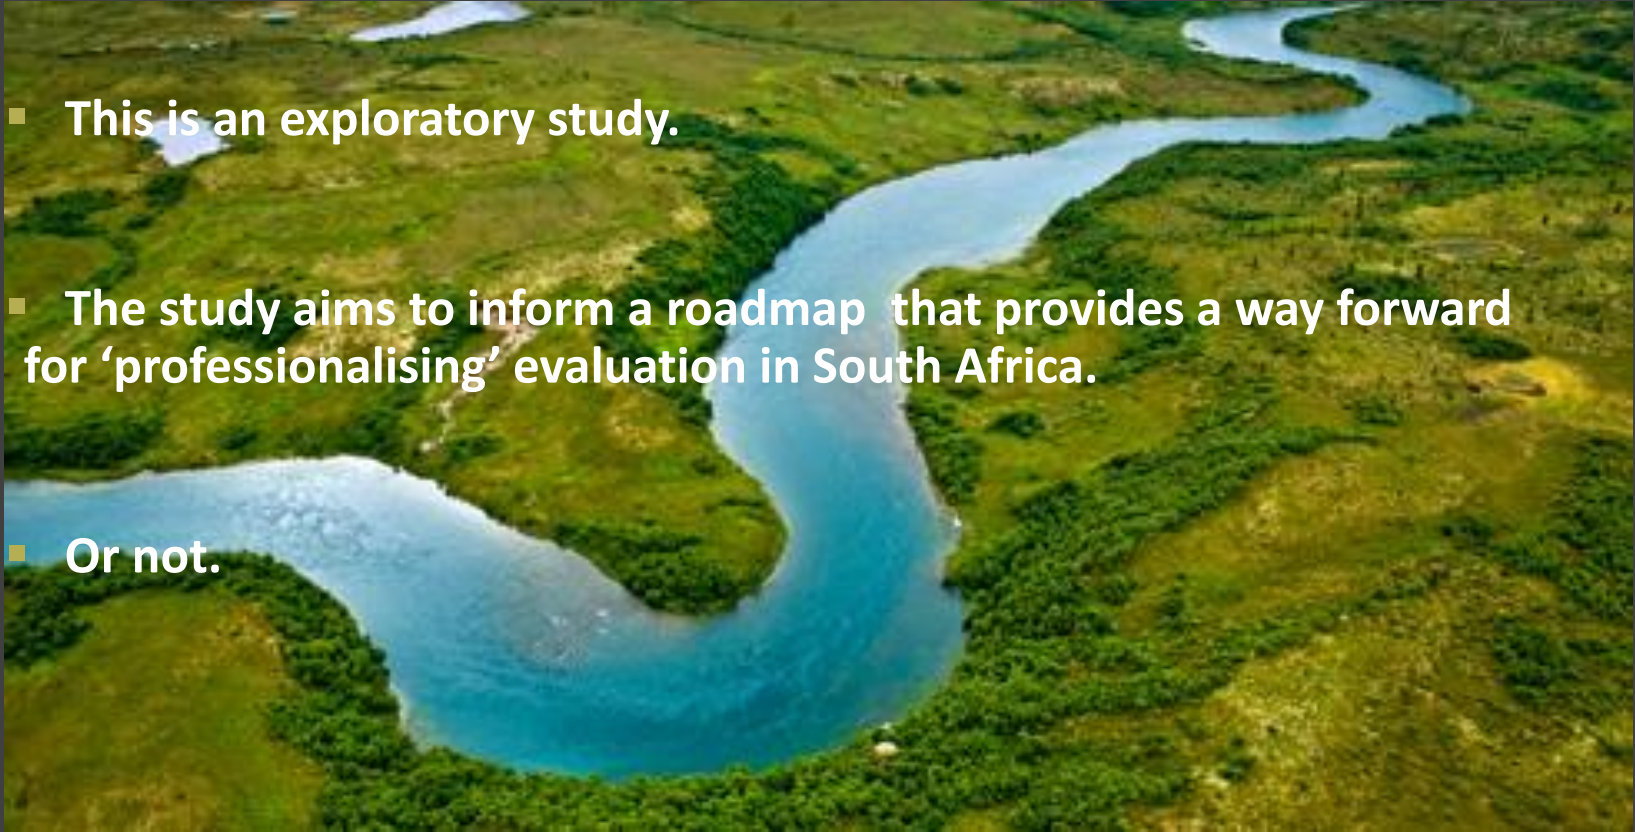 This is an exploratory study.
The study aims to inform a roadmap  that provides a way forward
for ‘professionalising’ evaluation in South Africa.
Or not.